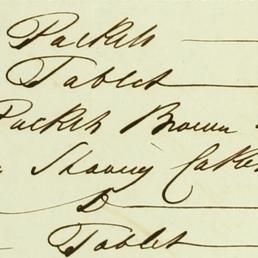 Packets
Tablet
Packets Brown
Shaving Cakes
D
Tablet